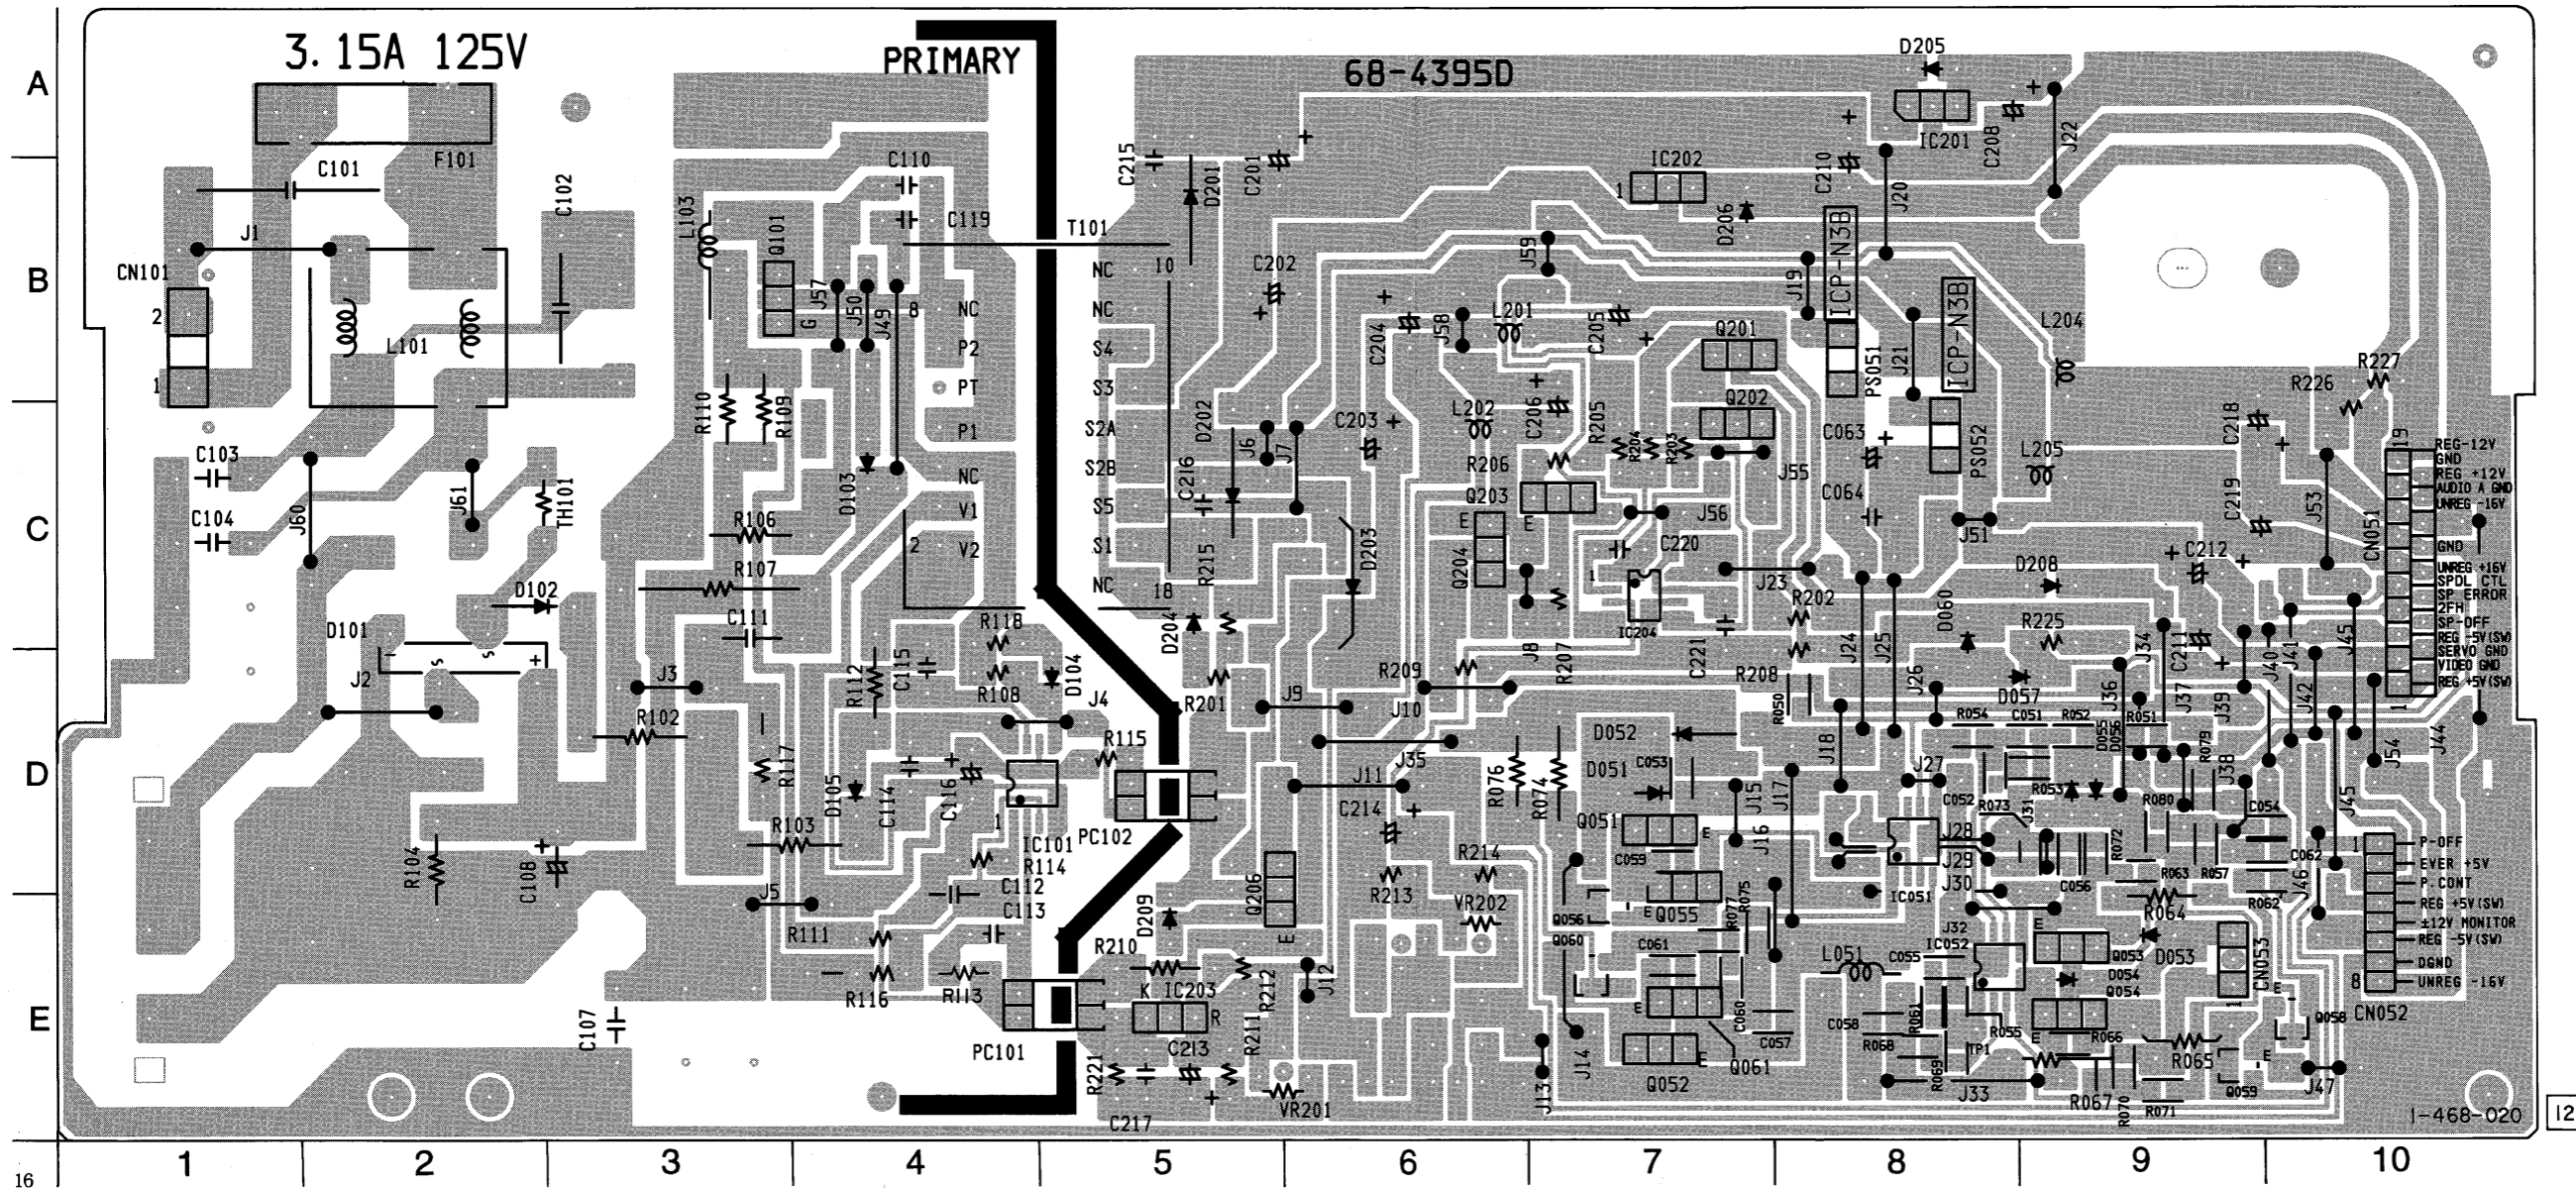 3.15A 125V
PRIMARY
68-4395D
D205
A
IC201
C208
J22
F101
C101
C102
C110
C119
C215
D201
C201
IC202
1
D206
C210
J20
L103
Q101
T101
J1
CN101
B
2
1
L101
G
J57
J50
J49
8
NC
P2
PT
P1
NC
V1
V2
2
10
NC
NC
S4
S3
S2A
S2B
S5
S1
NC
18
C202
C204
J59
J58
L201
C205
Q201
J19
ICP-N3B
PS051
J21
ICP-N3B
L204
R227
R226
R110
R109
D202
J6
J7
C203
L202
C206
R205
R204
R203
Q202
J55
C063
PS052
L205
C218
19
REG-12V
GND
REG +12V
AUDIO A GND
UNREG -16V
GND
UNREG +16V
SPDL CTL
SP ERROR
2FH
SP-OFF
REG -5V(SW)
SERVO GND
VIDEO GND
REG +5V(SW)
1
CN051
C103
C104
J60
J61
TH101
C
D103
R106
R107
C111
C216
R215
D203
R206
Q203
E
E
Q204
J56
C220
1
IC204
J23
C064
J51
C219
J53
C212
D208
R202
D060
R225
D102
D101
-
s
s
+
J2
J3
R102
R118
R108
R112
C115
D104
J4
D204
R201
J9
J10
R209
J8
R207
C221
R208
J24
J25
J26
D057
J34
C211
J40
J41
J45
J36
J37
J39
J42
J54
J44
D
R117
D105
C114
C116
1
R115
PC102
IC101
R114
J35
J11
C214
R076
R074
D052
D051
C053
R050
J18
J15
J17
J16
J27
R054
C051
R052
D055
D056
R051
R079
J38
C052
R073
J31
R053
R080
C054
J45
R103
R104
C108
J5
C112
C113
Q206
E
R213
R214
Q051
E
C059
IC051
J28
J29
J30
R072
C056
R063
R057
C062
R062
J46
1
P-OFF
EVER +5V
P.CONT
REG +5V(SW)
±12V MONITOR
REG -5V(SW)
DGND
UNREG -16V
8
CN052
R111
R116
R113
D209
R210
K
IC203
R
R212
R211
J12
VR202
Q056
Q060
E
Q055
R077
R075
C061
L051
C055
J32
IC052
E
Q053
D054
Q054
R064
D053
CN053
1
E
C107
PC101
R221
C213
C217
VR201
J13
J14
E
Q052
E
Q061
C060
C057
C058
R068
R061
R069
TP1
J33
R055
E
R066
R067
R070
R071
R065
Q059
E
E
Q058
J47
1-468-020
12
1
2
3
4
5
6
7
8
9
10
16